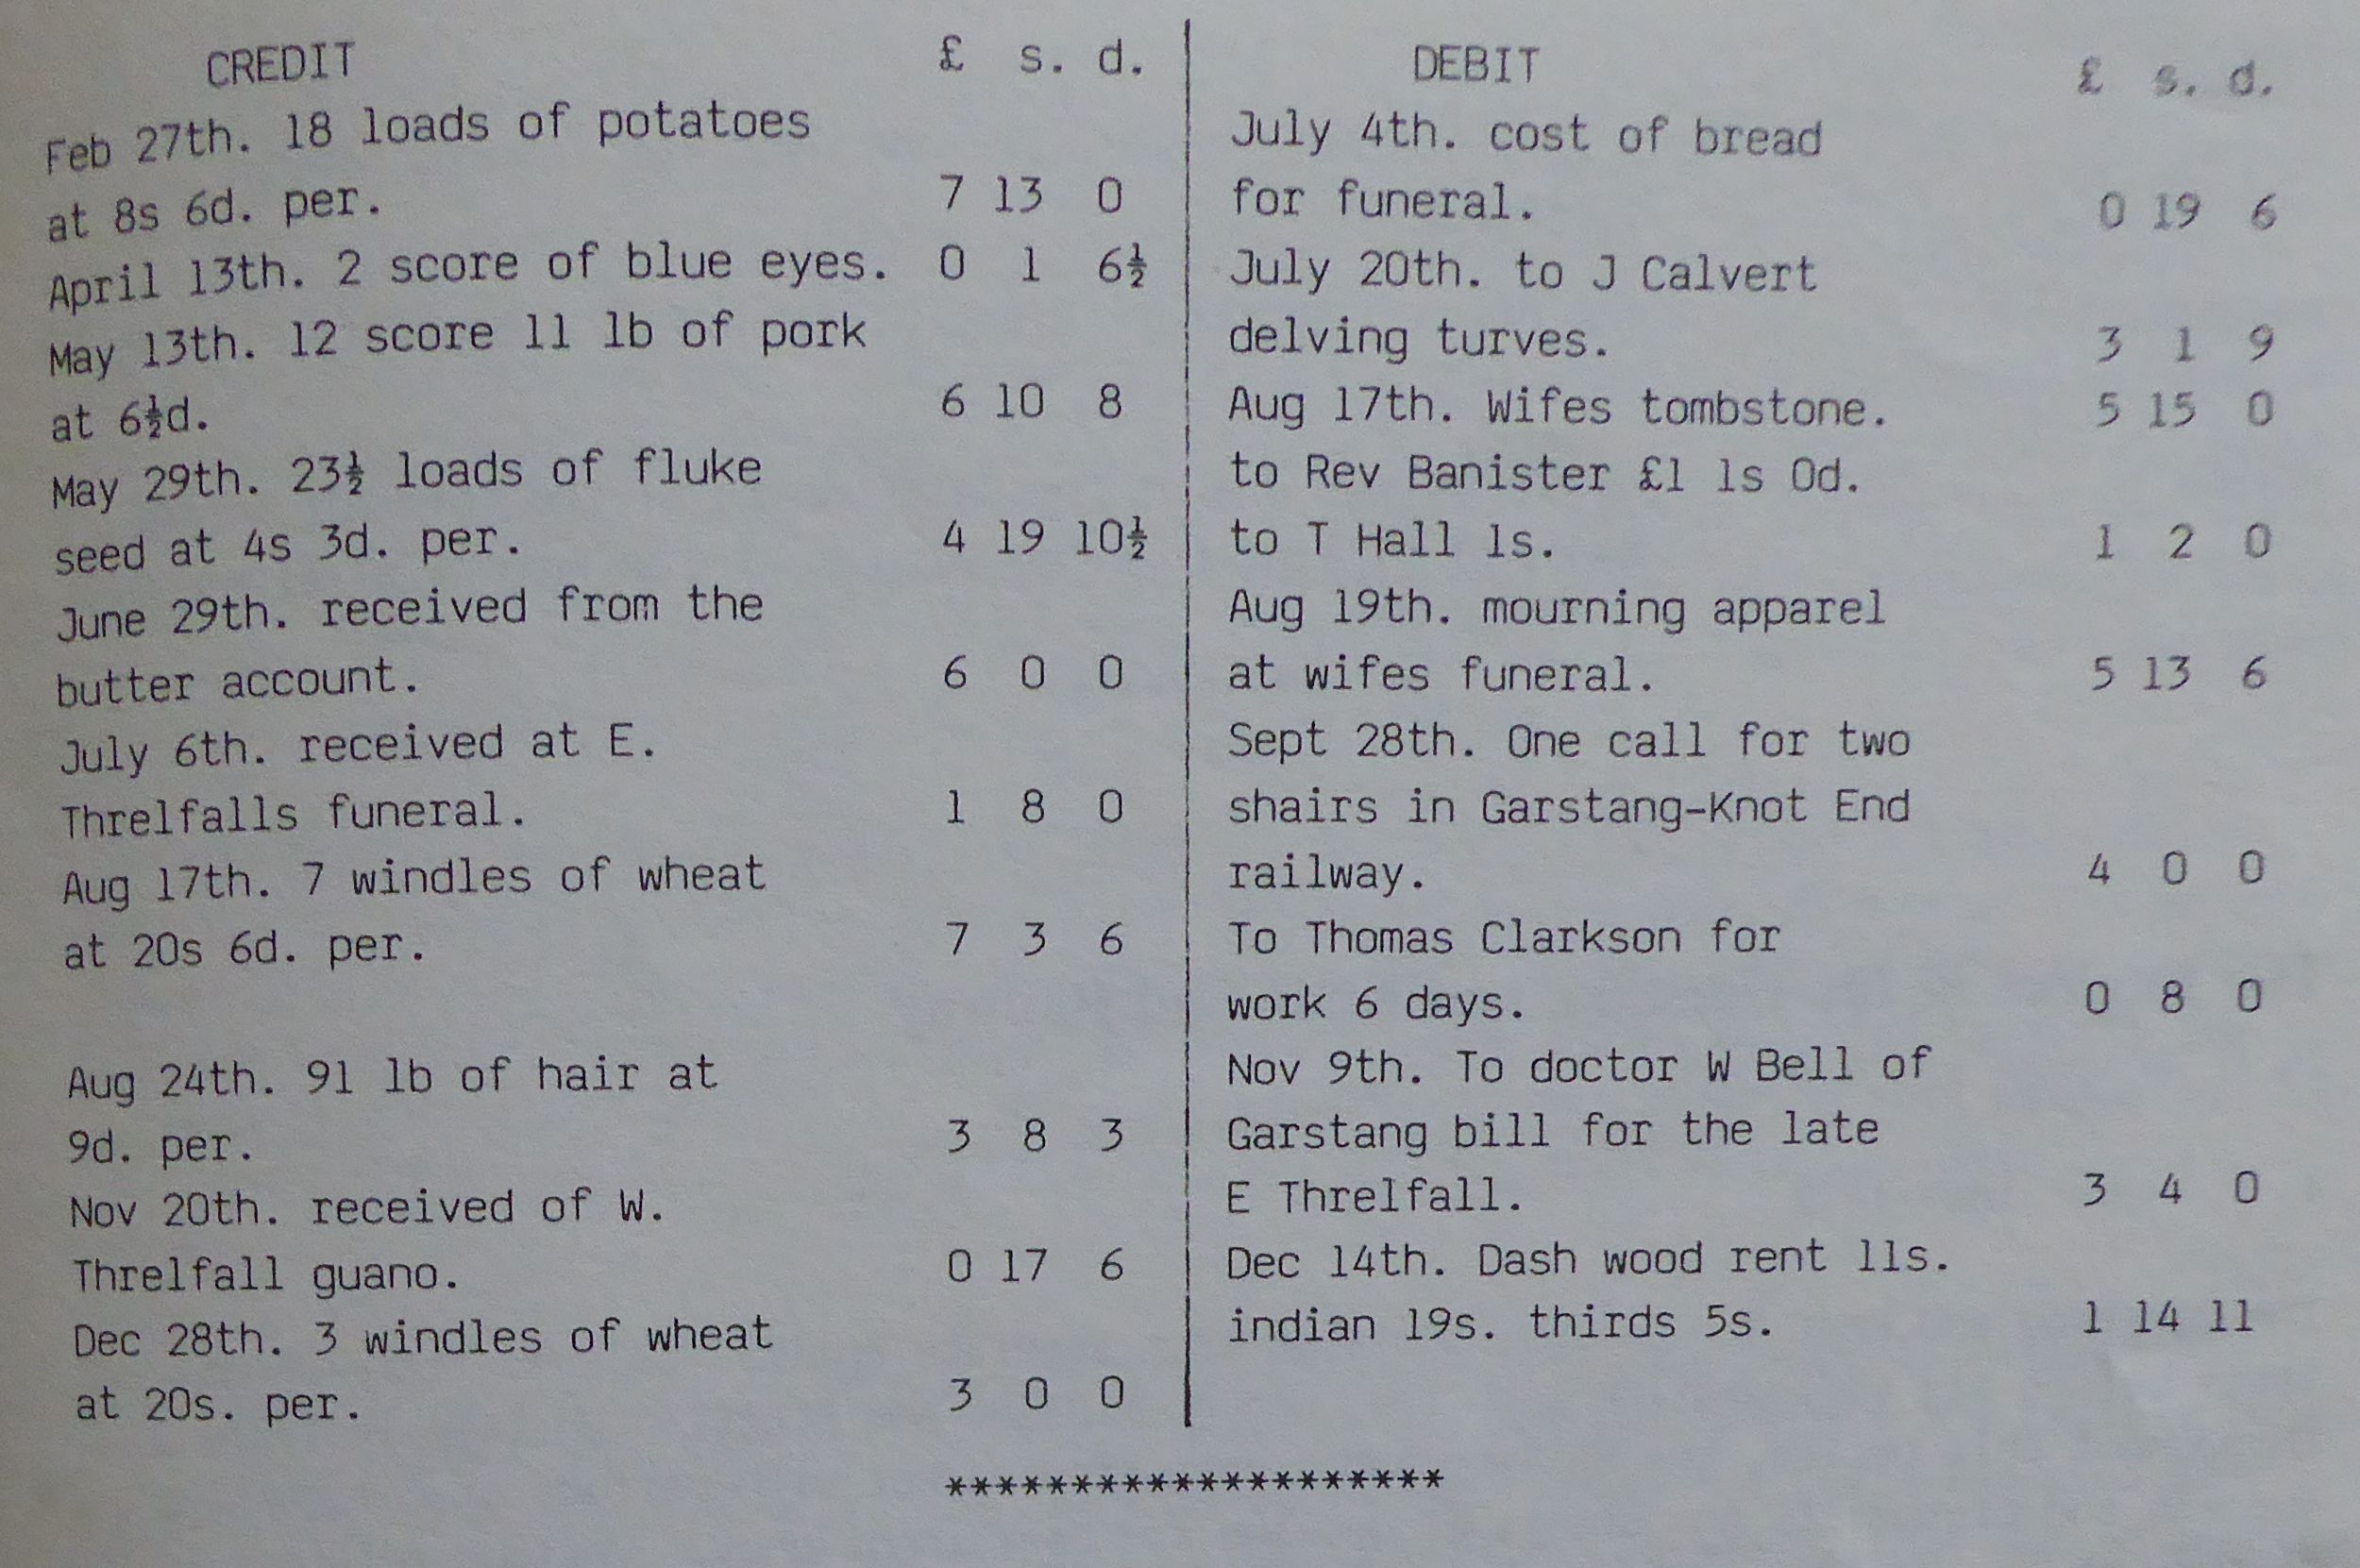 CREDIT £ s. d.
Feb 27th. 18 loads of potatoes
at 8s 6d. per. 7 13 0
April 13th. 2 score of blue eyes. 0 1 6½
May 13th. 12 score 11 lb of pork
at 6½d. 6 10 8
May 29th. 23½ loads of fluke
seed at 4s 3d. per. 4 19 10½
June 29th. received from the
butter account. 6 0 0
July 6th. received at E.
Threlfalls funeral. 1 8 0
Aug 17th. 7 windles of wheat
at 20s 6d. per. 7 3 6
Aug 24th. 91 lb of hair at
9d. per. 3 8 3
Nov 20th. received of W.
Threlfall guano. 0 17 6
Dec 28th. 3 windles of wheat
at 20s. per. 3 0 0
DEBIT £ s. d.
July 4th. cost of bread
for funeral. 0 19 6
July 20th. to J Calvert
delving turves. 3 1 9
Aug 17th. Wifes tombstone. 5 15 0
to Rev Banister £1 1s 0d.
to T Hall 1s. 1 2 0
Aug 19th. mourning apparel
at wifes funeral. 5 13 6
Sept 28th. One call for two
shairs in Garstang-Knot End
railway. 4 0 0
To Thomas Clarkson for
work 6 days. 0 8 0
Nov 9th. To doctor W Bell of
Garstang bill for the late
E Threlfall. 3 4 0
Dec 14th. Dash wood rent 11s.
indian 19s. thirds 5s. 1 14 11
********************